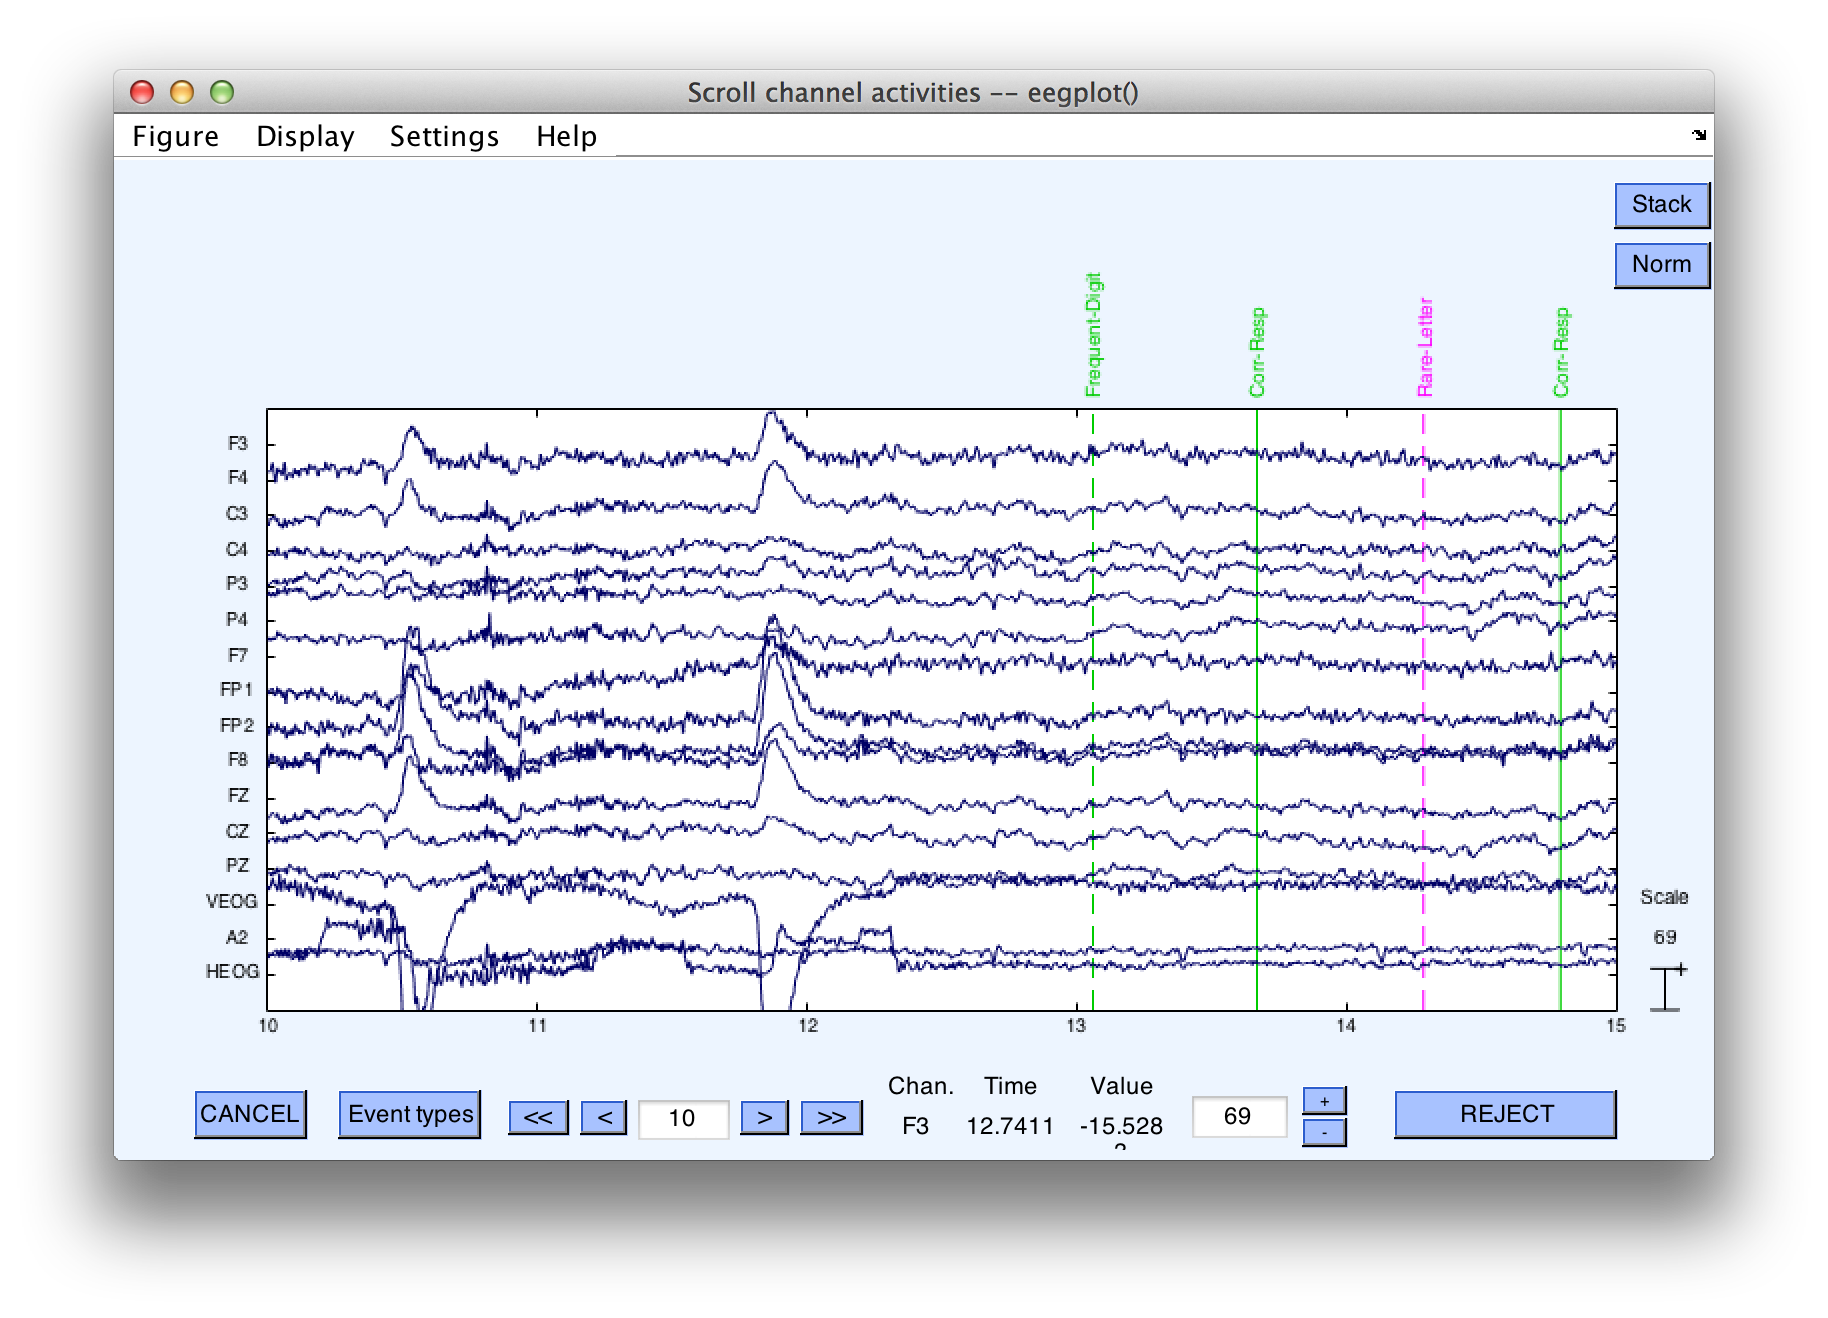 Scroll channel activities -- eegplot()
Figure Display Settings Help
Stack
Norm
Frequent-Digit
Corr-Resp
Rare-Letter
Corr-Resp
F3
F4
C3
C4
P3
P4
F7
FP1
FP2
F8
FZ
CZ
PZ
VEOG
A2
HEOG
Scale
69
+
10 11 12 13 14 15
CANCEL
Event types
<<
<
10
>
>>
Chan. Time Value
F3 12.7411 -15.528
69
+
-
REJECT